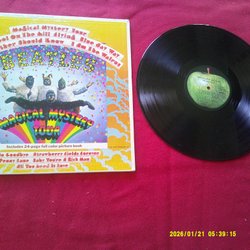 Magical Mystery Tour
Fool On The Hill Flying Blue Jay Way
Mother Should Know I Am The Walrus
BEATLES
MAGICAL MYSTERY
TOUR
Includes 24-page full color picture book
Hello Goodbye Strawberry Fields Forever
Penny Lane Baby You're A Rich Man
All You Need Is Love
2026/01/21 05:39:15